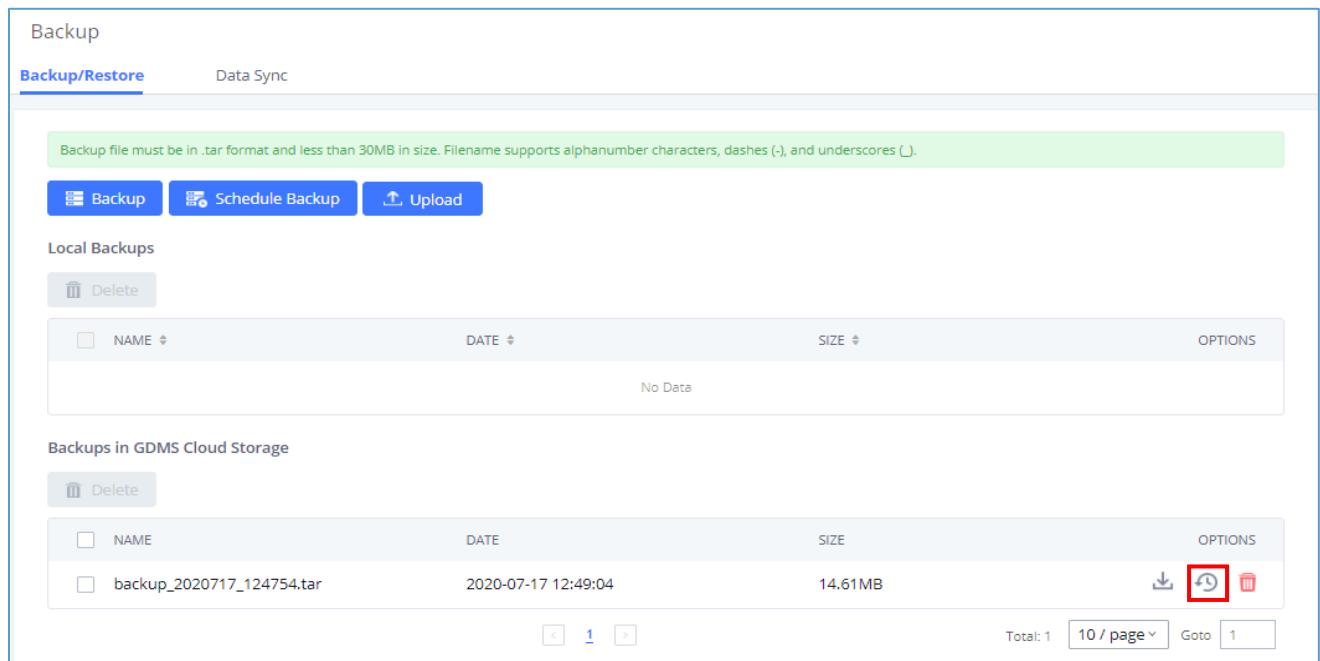 Backup
Backup/Restore Data Sync
Backup file must be in .tar format and less than 30MB in size. Filename supports alphanumber characters, dashes (-), and underscores (_).
Backup Schedule Backup Upload
Local Backups
Delete
NAME DATE SIZE OPTIONS
No Data
Backups in GDMS Cloud Storage
Delete
NAME DATE SIZE OPTIONS
backup_2020717_124754.tar 2020-07-17 12:49:04 14.61MB
< 1 > Total: 1 10 / page Goto 1